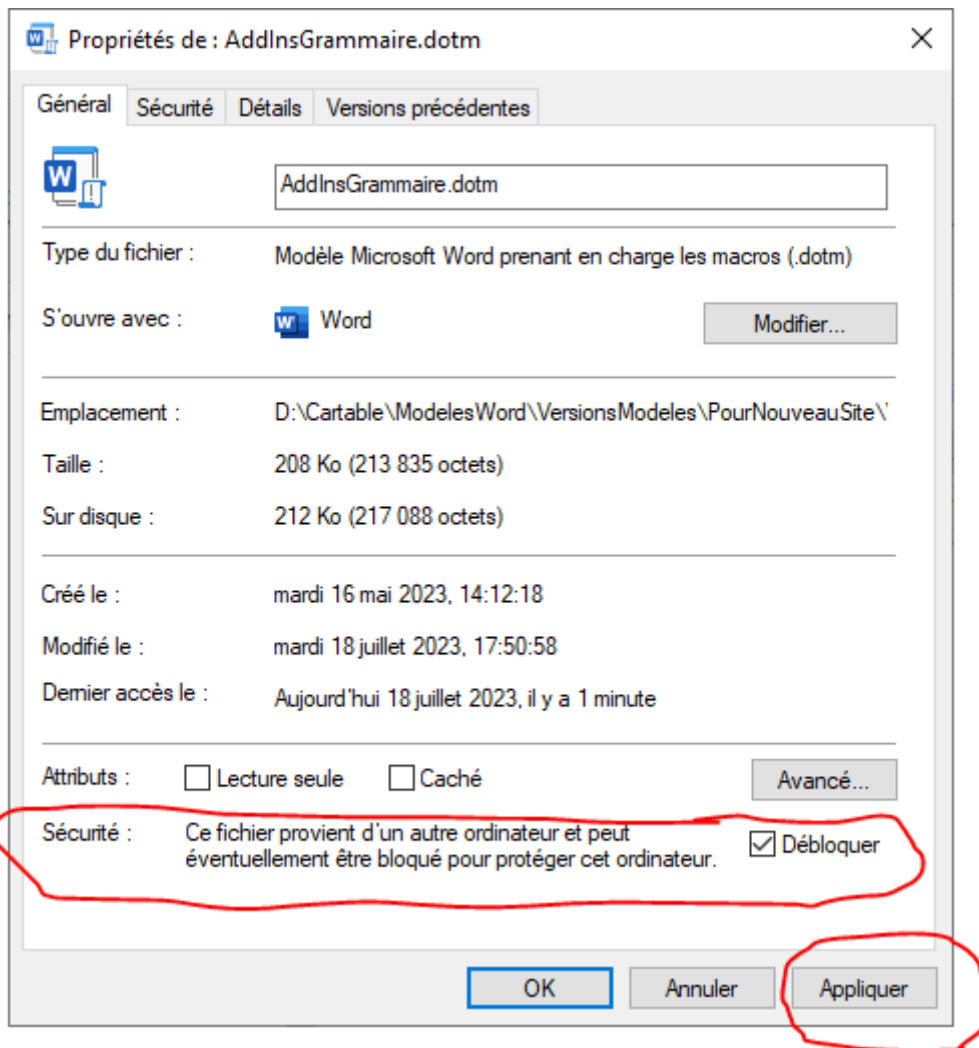 Propriétés de : AddInsGrammaire.dotm
Général Sécurité Détails Versions précédentes
AddInsGrammaire.dotm
Type du fichier : Modèle Microsoft Word prenant en charge les macros (.dotm)
S'ouvre avec : Word Modifier...
Emplacement : D:\Cartable\ModelesWord\VersionsModeles\PourNouveauSite\
Taille : 208 Ko (213 835 octets)
Sur disque : 212 Ko (217 088 octets)
Créé le : mardi 16 mai 2023, 14:12:18
Modifié le : mardi 18 juillet 2023, 17:50:58
Dernier accès le : Aujourd'hui 18 juillet 2023, il y a 1 minute
Attributs : Lecture seule Caché Avancé...
Sécurité : Ce fichier provient d'un autre ordinateur et peut
éventuellement être bloqué pour protéger cet ordinateur. Débloquer
OK Annuler Appliquer